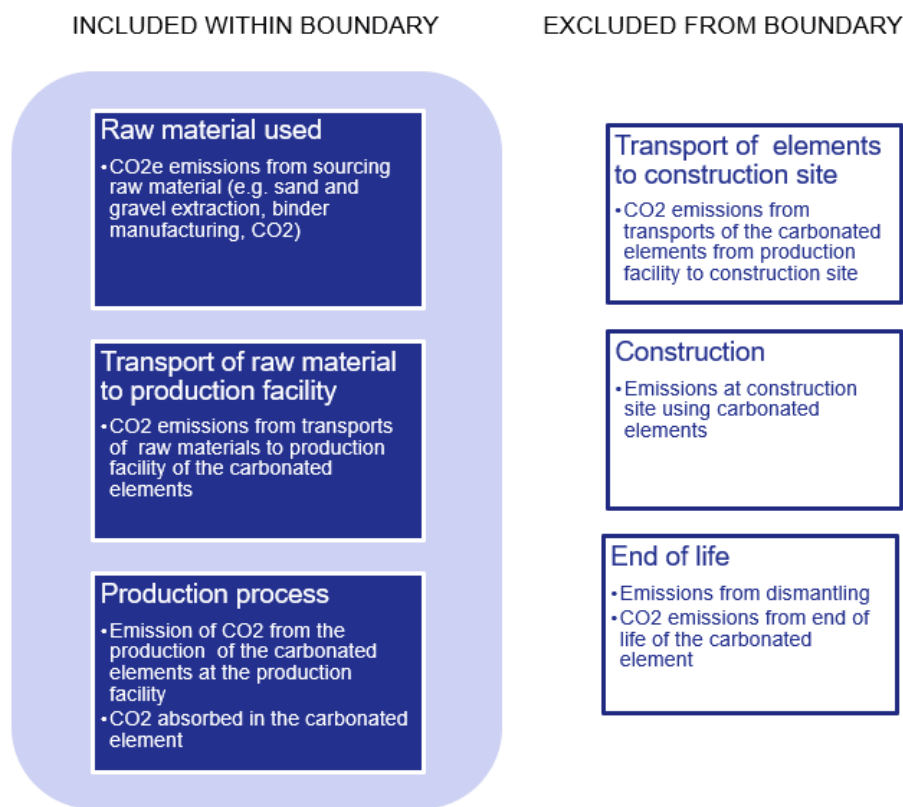 INCLUDED WITHIN BOUNDARY
Raw material used
•CO2e emissions from sourcing
raw material (e.g. sand and
gravel extraction, binder
manufacturing, CO2)
Transport of raw material
to production facility
•CO2 emissions from transports
of raw materials to production
facility of the carbonated
elements
Production process
•Emission of CO2 from the
production of the carbonated
elements at the production
facility
•CO2 absorbed in the carbonated
element
EXCLUDED FROM BOUNDARY
Transport of elements
to construction site
•CO2 emissions from
transports of the carbonated
elements from production
facility to construction site
Construction
•Emissions at construction
site using carbonated
elements
End of life
•Emissions from dismantling
•CO2 emissions from end of
life of the carbonated
element